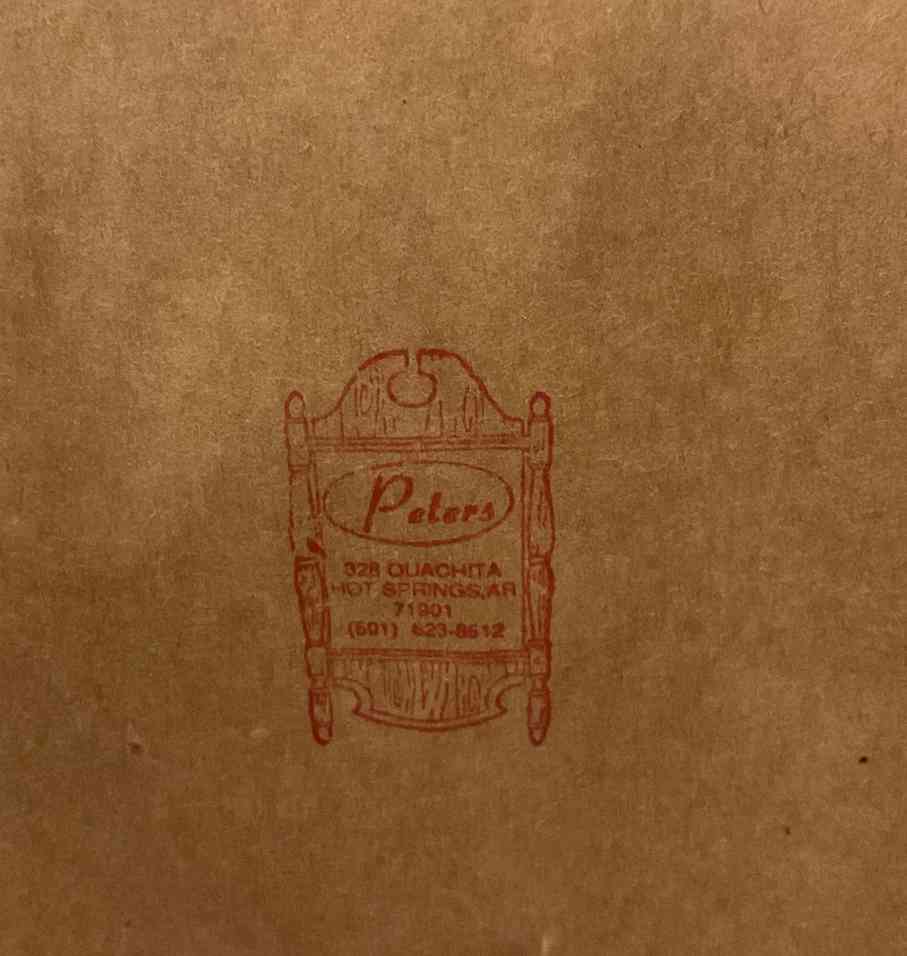 Peters
328 OUACHITA
HOT SPRINGS, AR
71901
(501) 623-8612